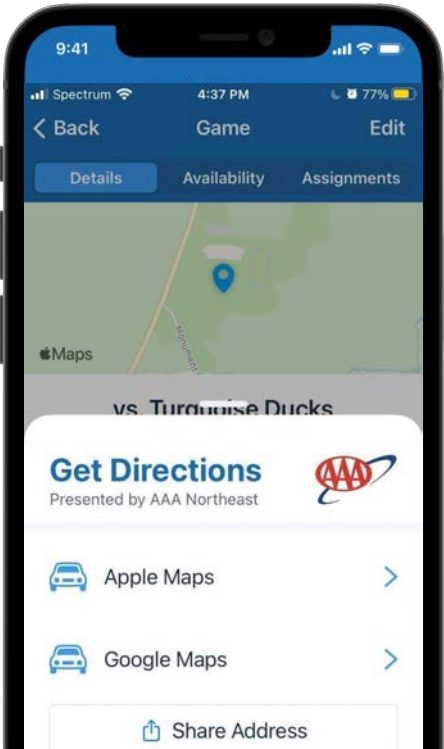 9:41
Spectrum 4:37 PM 77%
Back Game Edit
Details Availability Assignments
Monument
Maps
vs. Turquoise Ducks
Get Directions
AAA
Presented by AAA Northeast
Apple Maps
Google Maps
Share Address